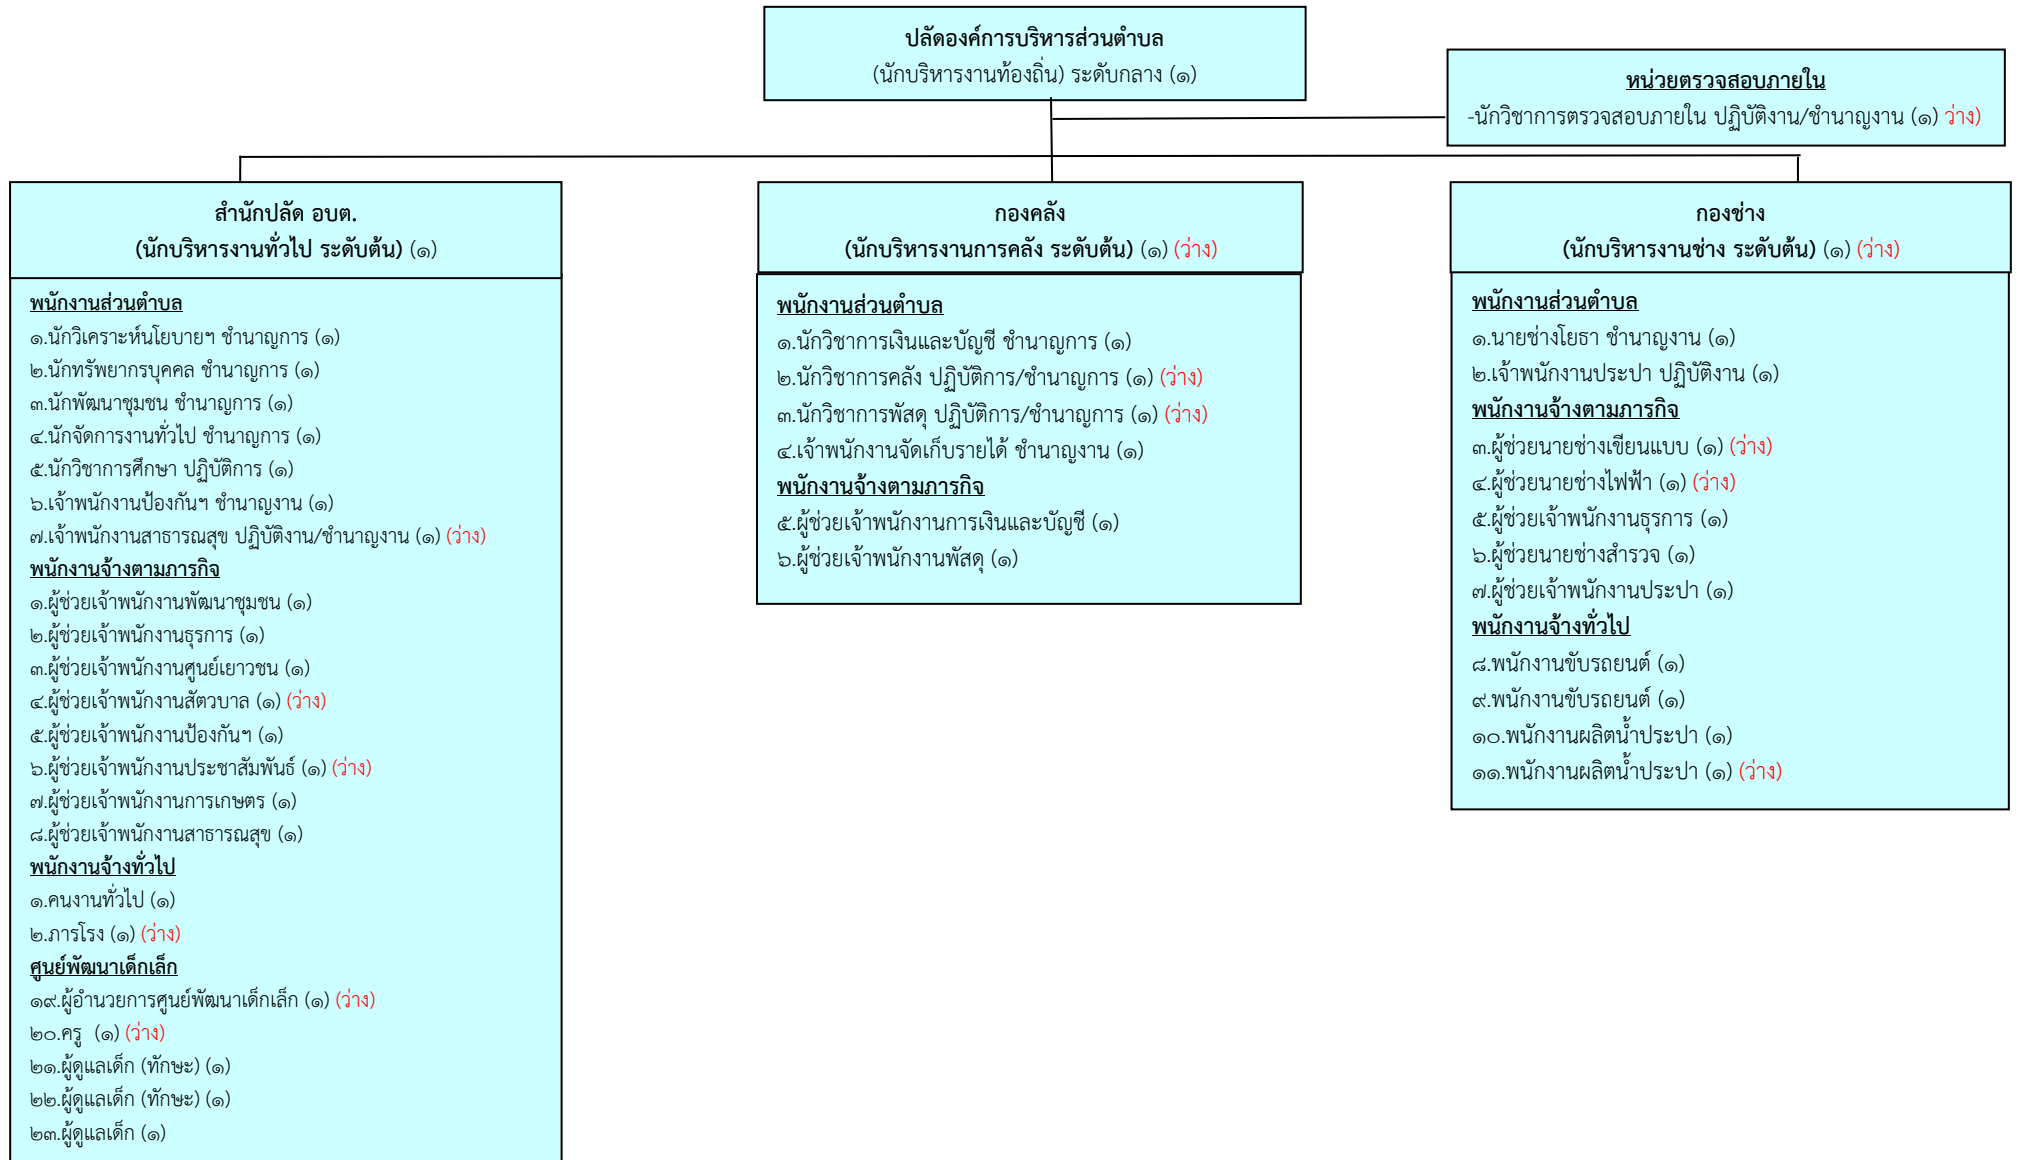 ปลัดองค์การบริหารส่วนตำบล
(นักบริหารงานท้องถิ่น) ระดับกลาง (๑)
หน่วยตรวจสอบภายใน
-นักวิชาการตรวจสอบภายใน ปฏิบัติงาน/ชำนาญงาน (๑) ว่าง)
สำนักปลัด อบต.
(นักบริหารงานทั่วไป ระดับต้น) (๑)
พนักงานส่วนตำบล
๑.นักวิเคราะห์นโยบายฯ ชำนาญการ (๑)
๒.นักทรัพยากรบุคคล ชำนาญการ (๑)
๓.นักพัฒนาชุมชน ชำนาญการ (๑)
๔.นักจัดการงานทั่วไป ชำนาญการ (๑)
๕.นักวิชาการศึกษา ปฏิบัติการ (๑)
๖.เจ้าพนักงานป้องกันฯ ชำนาญงาน (๑)
๗.เจ้าพนักงานสาธารณสุข ปฏิบัติงาน/ชำนาญงาน (๑) (ว่าง)
พนักงานจ้างตามภารกิจ
๑.ผู้ช่วยเจ้าพนักงานพัฒนาชุมชน (๑)
๒.ผู้ช่วยเจ้าพนักงานธุรการ (๑)
๓.ผู้ช่วยเจ้าพนักงานศูนย์เยาวชน (๑)
๔.ผู้ช่วยเจ้าพนักงานสัตวบาล (๑) (ว่าง)
๕.ผู้ช่วยเจ้าพนักงานป้องกันฯ (๑)
๖.ผู้ช่วยเจ้าพนักงานประชาสัมพันธ์ (๑) (ว่าง)
๗.ผู้ช่วยเจ้าพนักงานการเกษตร (๑)
๘.ผู้ช่วยเจ้าพนักงานสาธารณสุข (๑)
พนักงานจ้างทั่วไป
๑.คนงานทั่วไป (๑)
๒.ภารโรง (๑) (ว่าง)
ศูนย์พัฒนาเด็กเล็ก
๑๙.ผู้อำนวยการศูนย์พัฒนาเด็กเล็ก (๑) (ว่าง)
๒๐.ครู (๑) (ว่าง)
๒๑.ผู้ดูแลเด็ก (ทักษะ) (๑)
๒๒.ผู้ดูแลเด็ก (ทักษะ) (๑)
๒๓.ผู้ดูแลเด็ก (๑)
กองคลัง
(นักบริหารงานการคลัง ระดับต้น) (๑) (ว่าง)
พนักงานส่วนตำบล
๑.นักวิชาการเงินและบัญชี ชำนาญการ (๑)
๒.นักวิชาการคลัง ปฏิบัติการ/ชำนาญการ (๑) (ว่าง)
๓.นักวิชาการพัสดุ ปฏิบัติการ/ชำนาญการ (๑) (ว่าง)
๔.เจ้าพนักงานจัดเก็บรายได้ ชำนาญงาน (๑)
พนักงานจ้างตามภารกิจ
๕.ผู้ช่วยเจ้าพนักงานการเงินและบัญชี (๑)
๖.ผู้ช่วยเจ้าพนักงานพัสดุ (๑)
กองช่าง
(นักบริหารงานช่าง ระดับต้น) (๑) (ว่าง)
พนักงานส่วนตำบล
๑.นายช่างโยธา ชำนาญงาน (๑)
๒.เจ้าพนักงานประปา ปฏิบัติงาน (๑)
พนักงานจ้างตามภารกิจ
๓.ผู้ช่วยนายช่างเขียนแบบ (๑) (ว่าง)
๔.ผู้ช่วยนายช่างไฟฟ้า (๑) (ว่าง)
๕.ผู้ช่วยเจ้าพนักงานธุรการ (๑)
๖.ผู้ช่วยนายช่างสำรวจ (๑)
๗.ผู้ช่วยเจ้าพนักงานประปา (๑)
พนักงานจ้างทั่วไป
๘.พนักงานขับรถยนต์ (๑)
๙.พนักงานขับรถยนต์ (๑)
๑๐.พนักงานผลิตน้ำประปา (๑)
๑๑.พนักงานผลิตน้ำประปา (๑) (ว่าง)